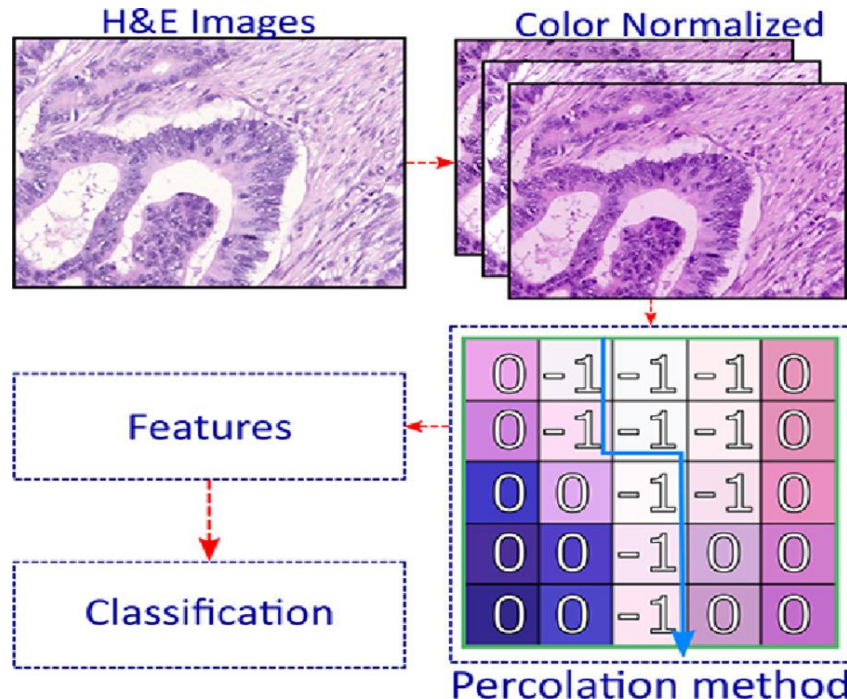 H&E Images
Color Normalized
0 -1 -1 -1 0
0 -1 -1 -1 0
0 0 -1 -1 0
0 0 -1 0 0
0 0 -1 0 0
Percolation method
Features
Classification